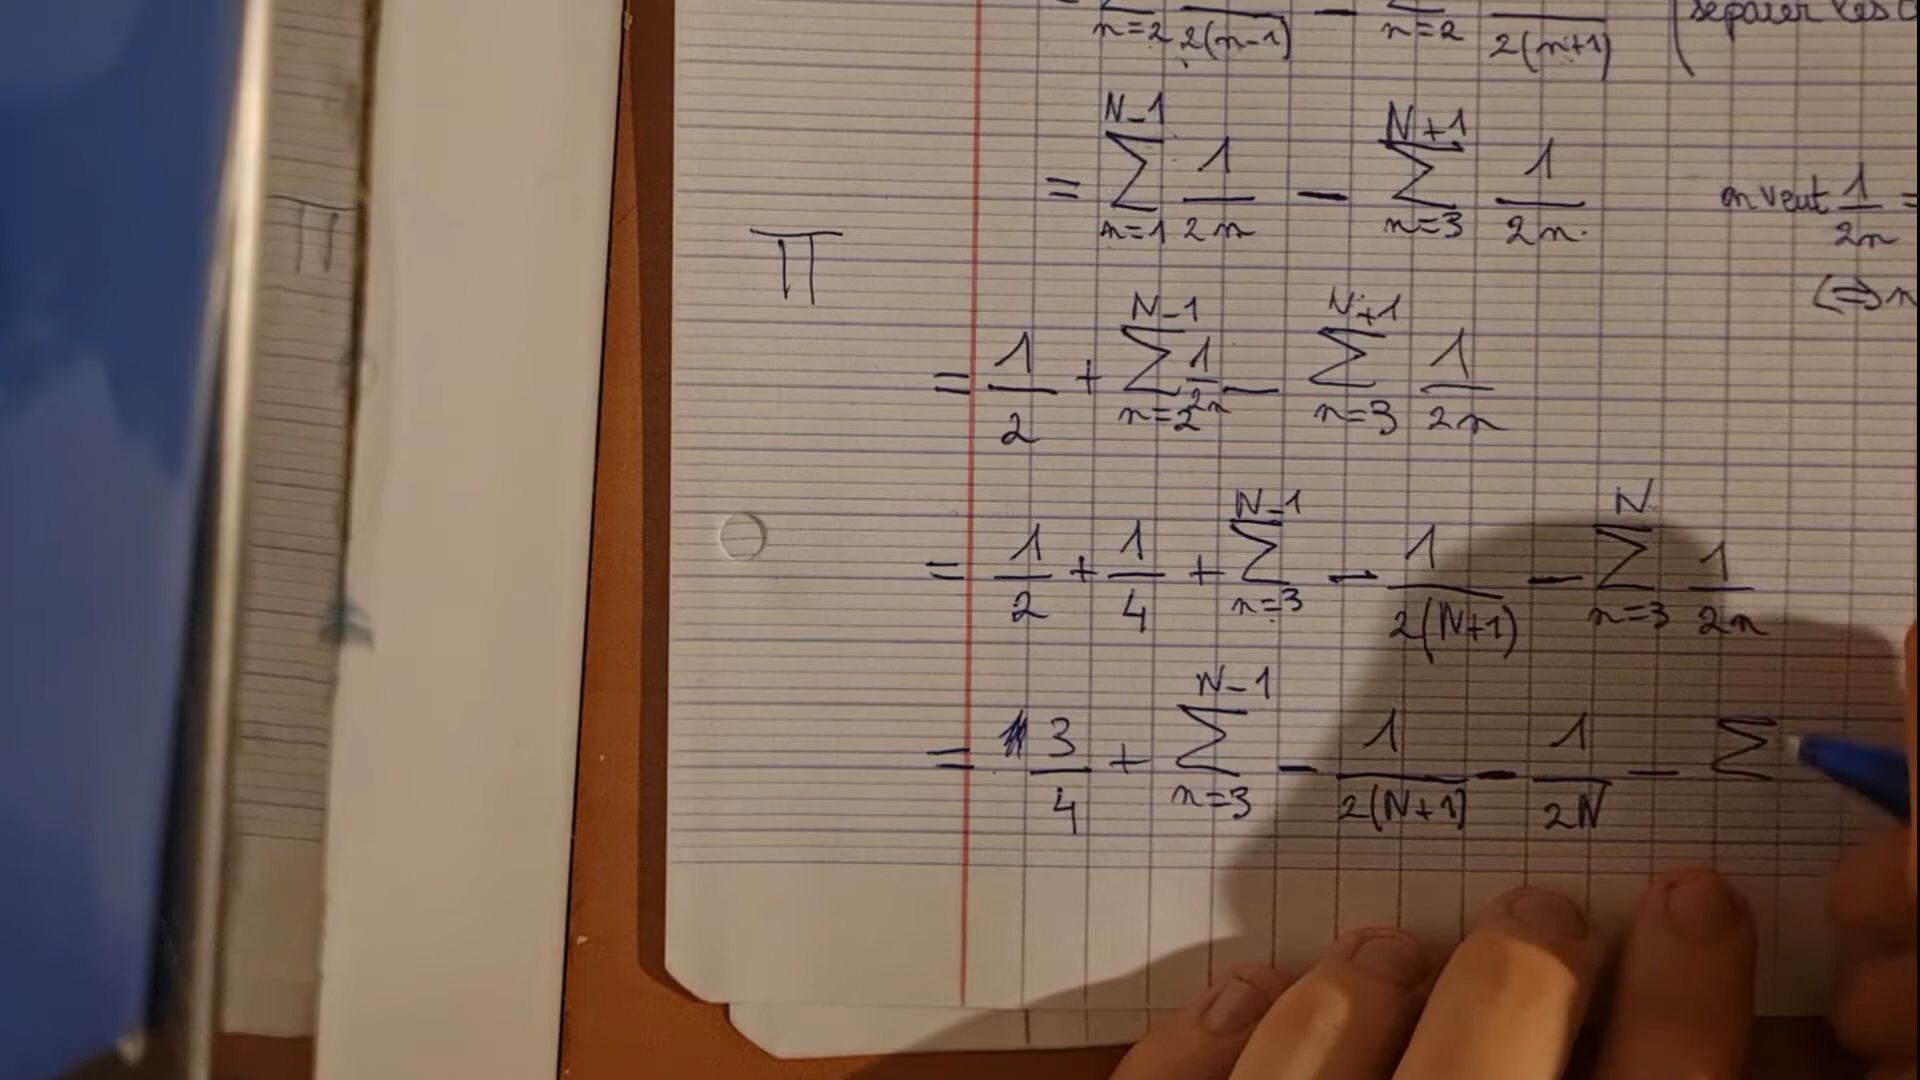 = ∑ n=2 1/(2(n-1)) - ∑ n=2 1/(2(n+1)) (séparer les
= ∑_{n=1}^{N-1} 1/(2n) - ∑_{n=3}^{N+1} 1/(2n) on veut 1/(2n) =
(⇔) n
∏
∏
= 1/2 + ∑_{n=2}^{N-1} 1/(2n) - ∑_{n=3}^{N+1} 1/(2n)
= 1/2 + 1/4 + ∑_{n=3}^{N-1} - 1/(2(N+1)) - ∑_{n=3}^{N} 1/(2n)
= 3/4 + ∑_{n=3}^{N-1} - 1/(2(N+1)) - 1/(2N) - ∑